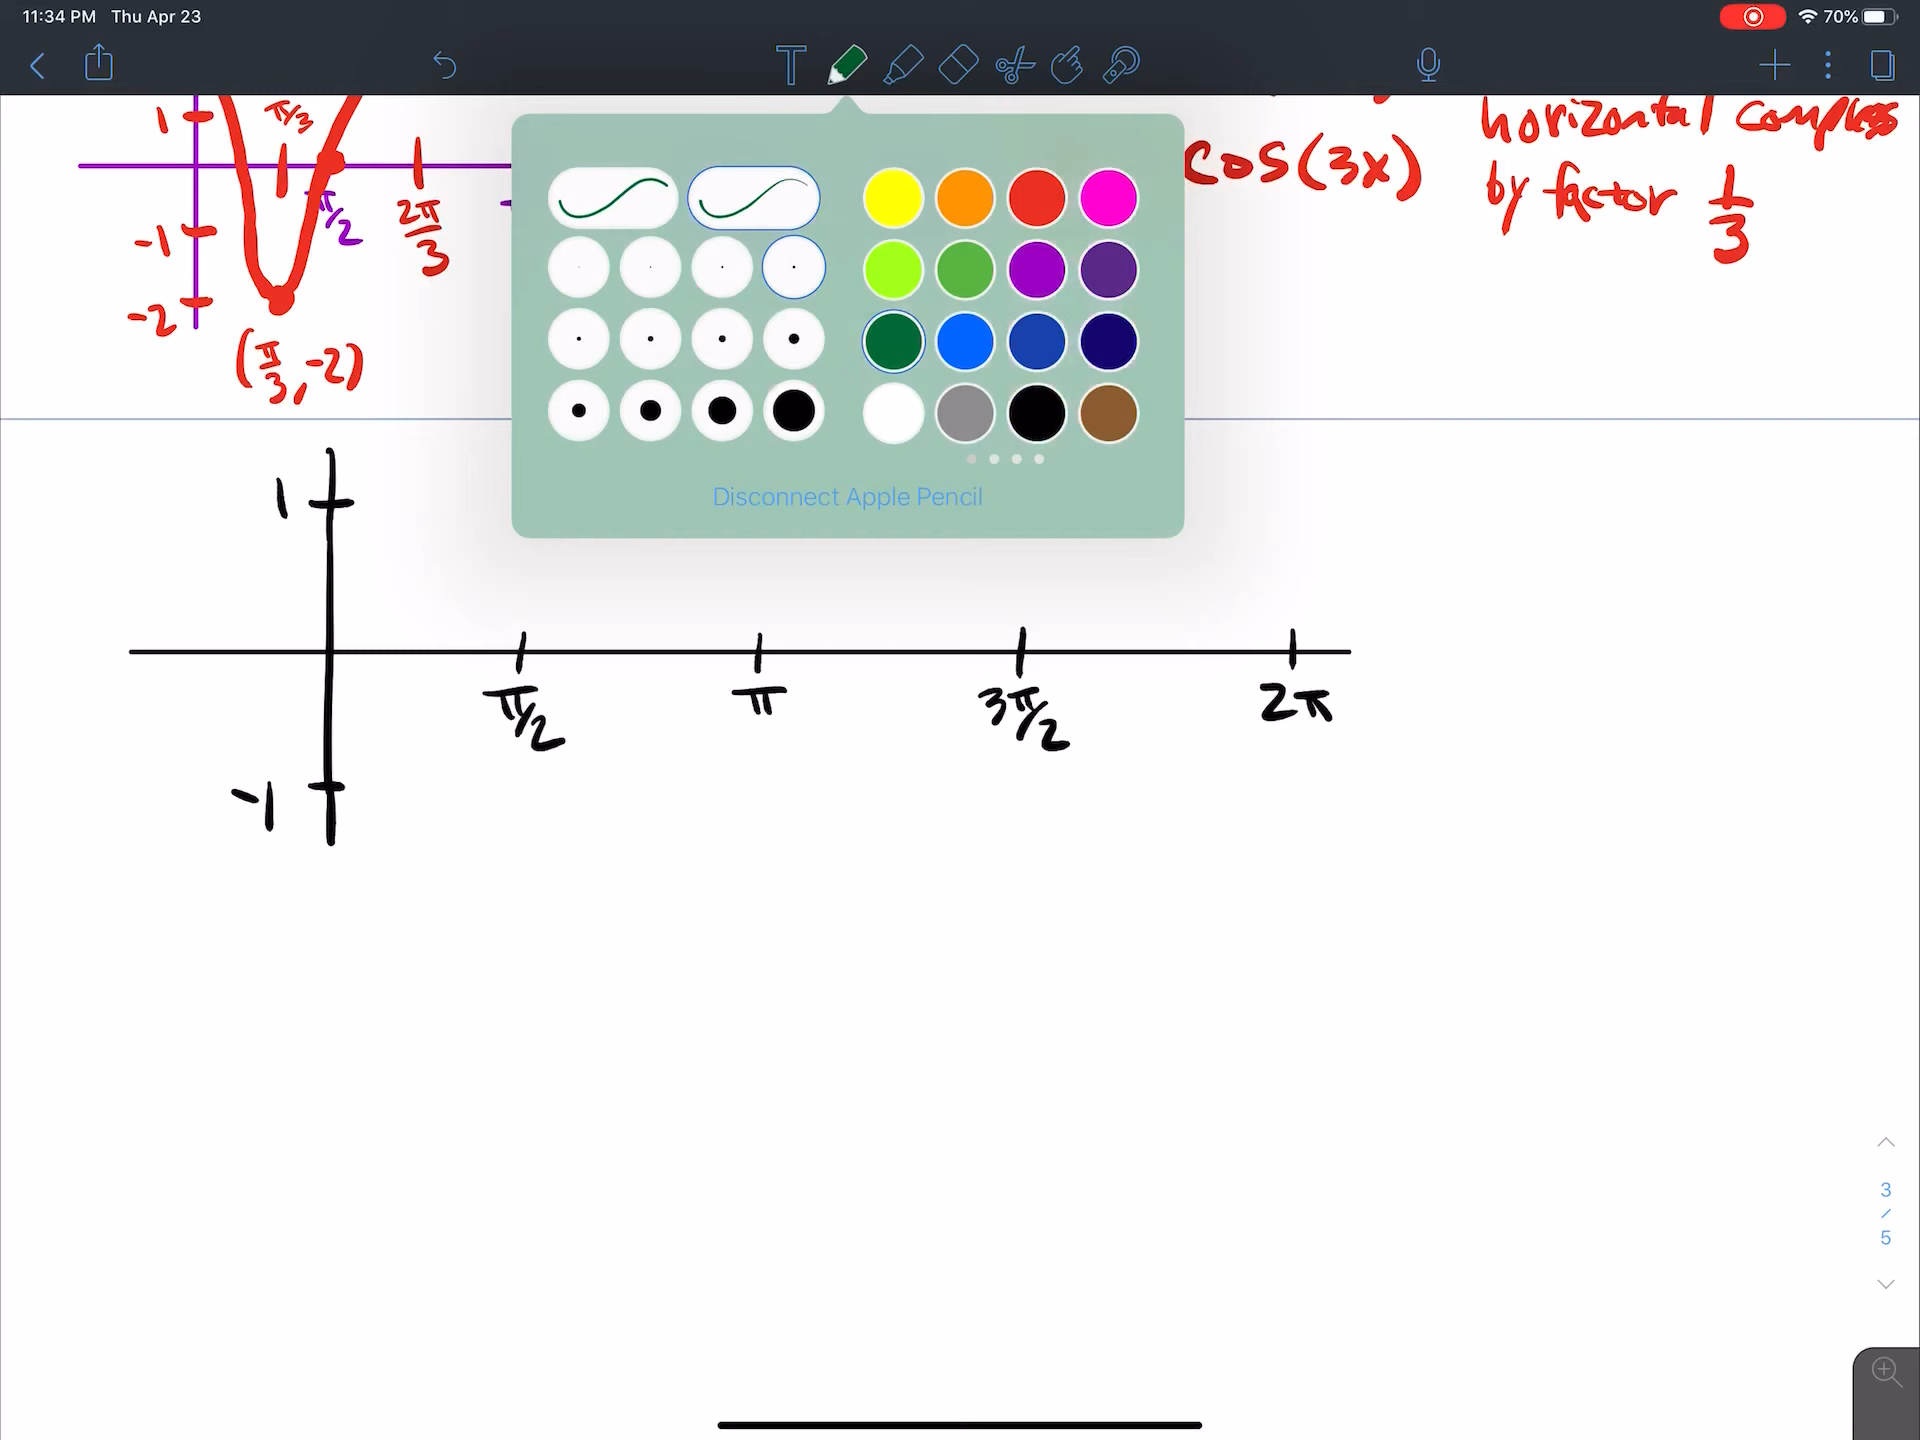 11:34 PM Thu Apr 23
70%
1
π/3
-1
π/2
2π/3
-2
(π/3, -2)
cos(3x)
horizontal compress
by factor 1/3
Disconnect Apple Pencil
1
π/2
π
3π/2
2π
-1
3
/
5